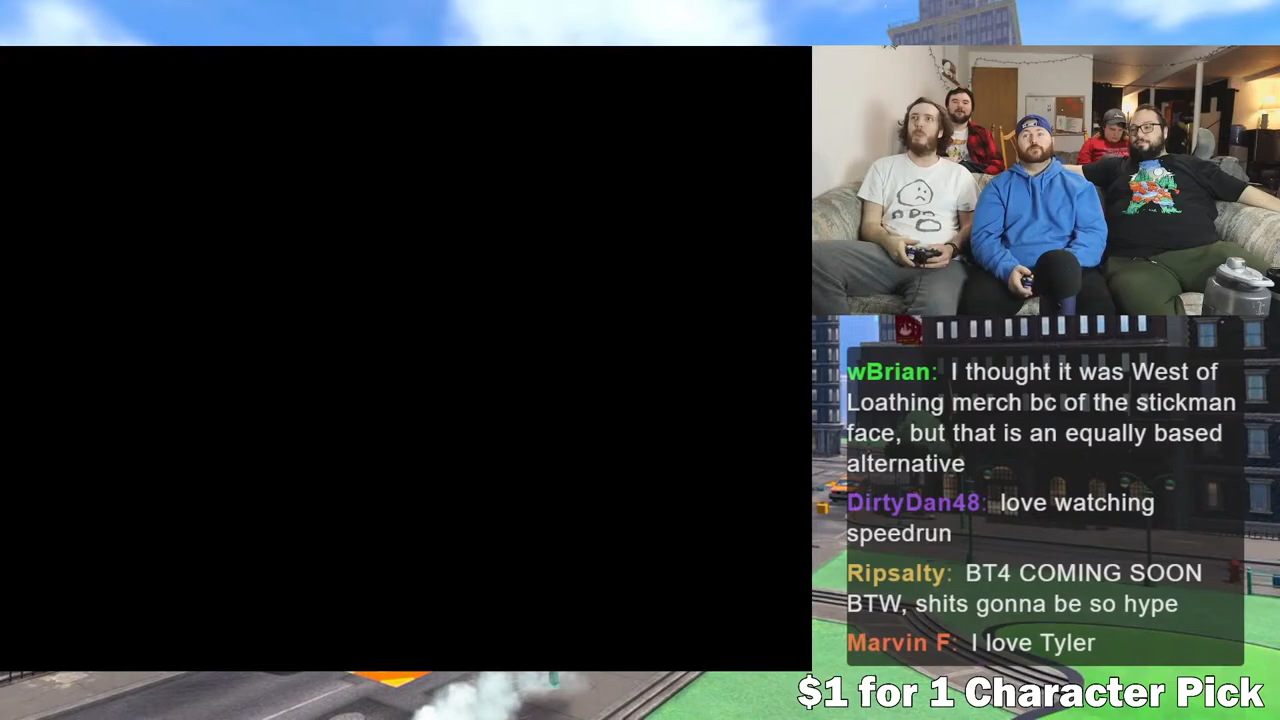 wBrian: I thought it was West of
Loathing merch bc of the stickman
face, but that is an equally based
alternative
DirtyDan48: love watching
speedrun
Ripsalty: BT4 COMING SOON
BTW, shits gonna be so hype
Marvin F: I love Tyler
$1 for 1 Character Pick